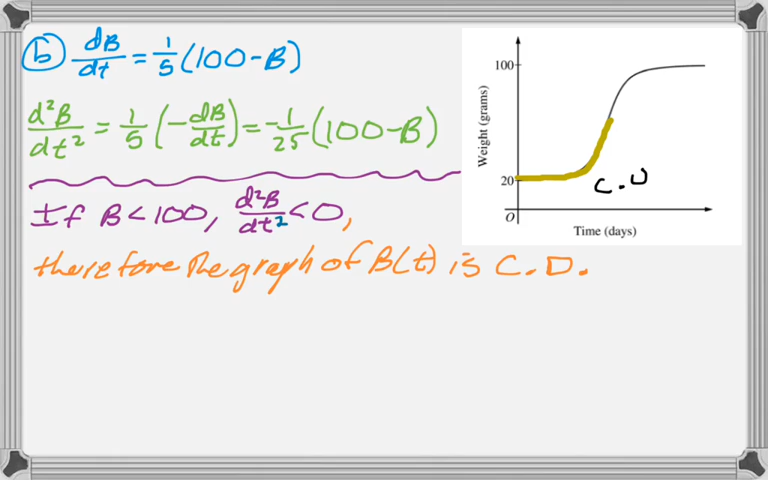 b dB/dt = 1/5 (100 - B)
d²B/dt² = 1/5 (- dB/dt) = -1/25 (100 - B)
If B < 100, d²B/dt² < 0,
therefore the graph of B(t) is C.D.
Weight (grams)
100
20
O
C.U
Time (days)